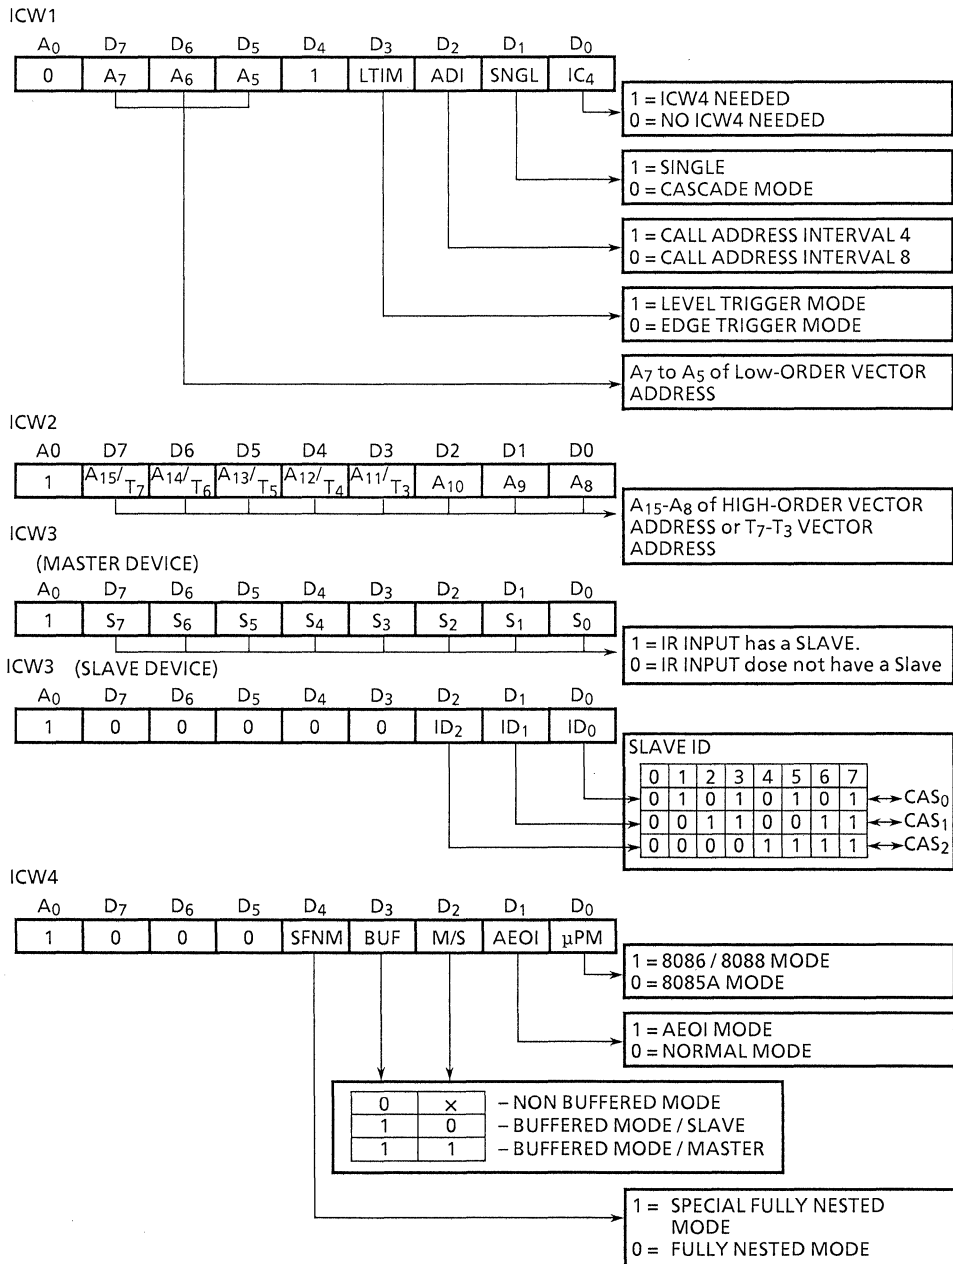 ICW1
A0 D7 D6 D5 D4 D3 D2 D1 D0
0 A7 A6 A5 1 LTIM ADI SNGL IC4
1 = ICW4 NEEDED
0 = NO ICW4 NEEDED
1 = SINGLE
0 = CASCADE MODE
1 = CALL ADDRESS INTERVAL 4
0 = CALL ADDRESS INTERVAL 8
1 = LEVEL TRIGGER MODE
0 = EDGE TRIGGER MODE
A7 to A5 of Low-ORDER VECTOR
ADDRESS
ICW2
A0 D7 D6 D5 D4 D3 D2 D1 D0
1 A15/T7 A14/T6 A13/T5 A12/T4 A11/T3 A10 A9 A8
A15-A8 of HIGH-ORDER VECTOR
ADDRESS or T7-T3 VECTOR
ADDRESS
ICW3
(MASTER DEVICE)
A0 D7 D6 D5 D4 D3 D2 D1 D0
1 S7 S6 S5 S4 S3 S2 S1 S0
1 = IR INPUT has a SLAVE.
0 = IR INPUT dose not have a Slave
ICW3 (SLAVE DEVICE)
A0 D7 D6 D5 D4 D3 D2 D1 D0
1 0 0 0 0 0 ID2 ID1 ID0
SLAVE ID
0 1 2 3 4 5 6 7
0 1 0 1 0 1 0 1 CAS0
0 0 1 1 0 0 1 1 CAS1
0 0 0 0 1 1 1 1 CAS2
ICW4
A0 D7 D6 D5 D4 D3 D2 D1 D0
1 0 0 0 SFNM BUF M/S AEOI μPM
1 = 8086 / 8088 MODE
0 = 8085A MODE
1 = AEOI MODE
0 = NORMAL MODE
0 × – NON BUFFERED MODE
1 0 – BUFFERED MODE / SLAVE
1 1 – BUFFERED MODE / MASTER
1 = SPECIAL FULLY NESTED
MODE
0 = FULLY NESTED MODE